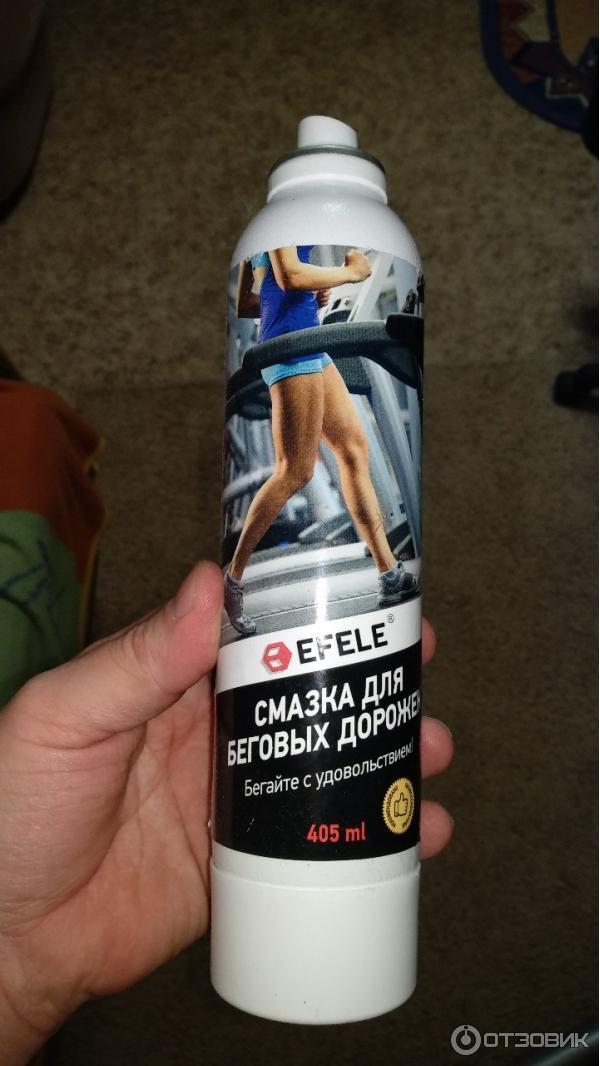 EFELE®
СМАЗКА ДЛЯ
БЕГОВЫХ ДОРОЖЕК
Бегайте с удовольствием!
405 ml
ОТЗОВИК